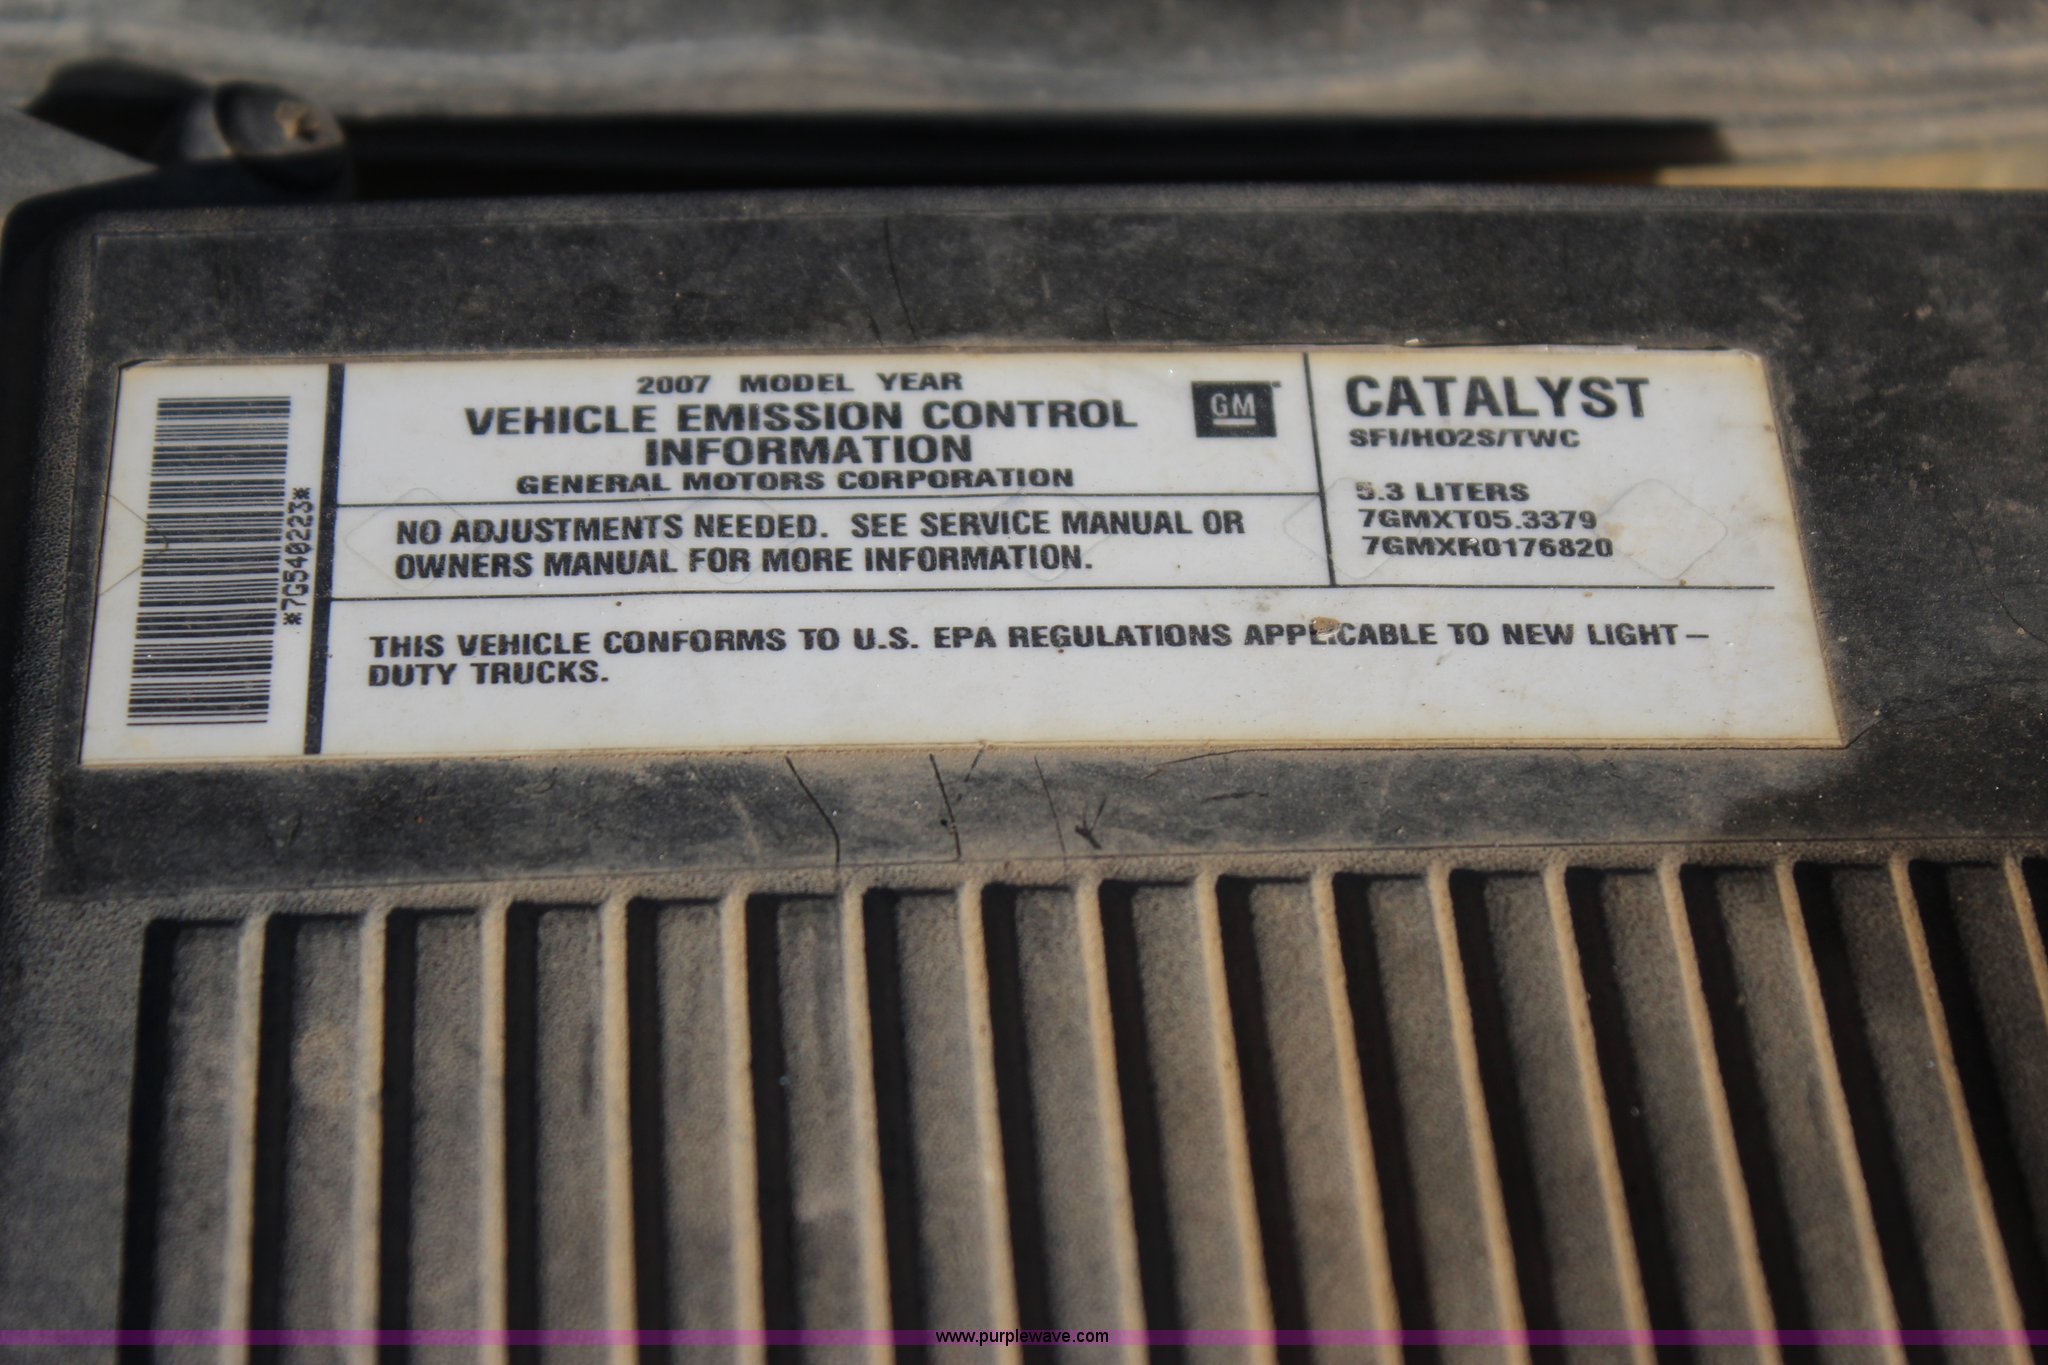 *7G540223*
2007 MODEL YEAR
VEHICLE EMISSION CONTROL
INFORMATION
GENERAL MOTORS CORPORATION
GM
NO ADJUSTMENTS NEEDED. SEE SERVICE MANUAL OR
OWNERS MANUAL FOR MORE INFORMATION.
CATALYST
SFI/HO2S/TWC
5.3 LITERS
7GMXT05.3379
7GMXR0176820
THIS VEHICLE CONFORMS TO U.S. EPA REGULATIONS APPLICABLE TO NEW LIGHT–
DUTY TRUCKS.
www.purplewave.com